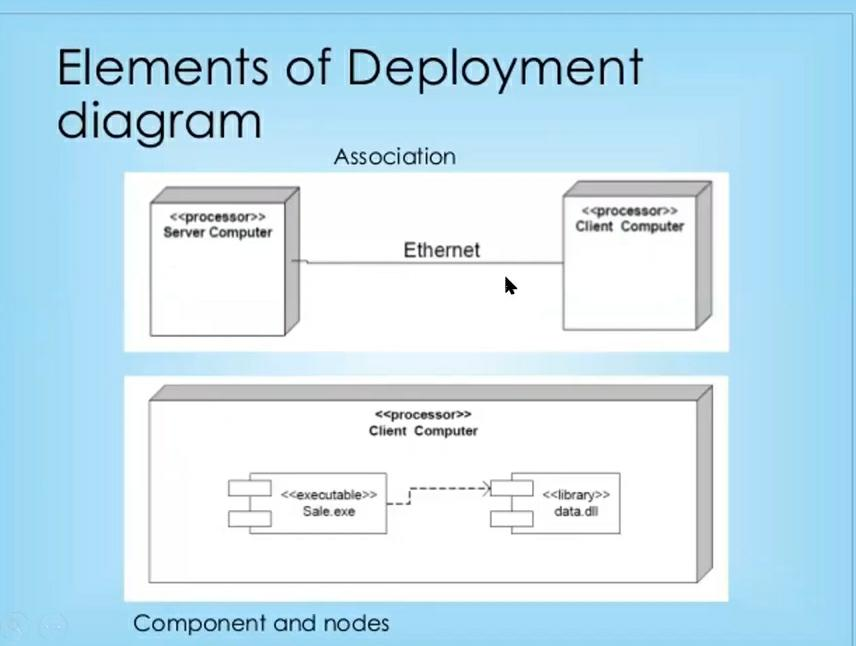 Elements of Deployment
diagram
Association
<<processor>>
Server Computer
Ethernet
<<processor>>
Client Computer
<<processor>>
Client Computer
<<executable>>
Sale.exe
<<library>>
data.dll
Component and nodes